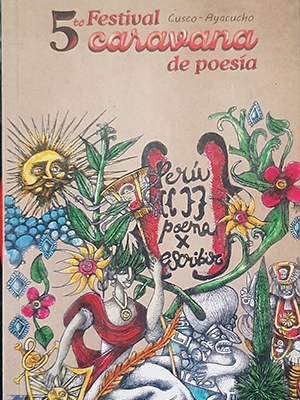 5to Festival Cusco-Ayacucho
caravana
de poesía
Perú
poema
x
escribir